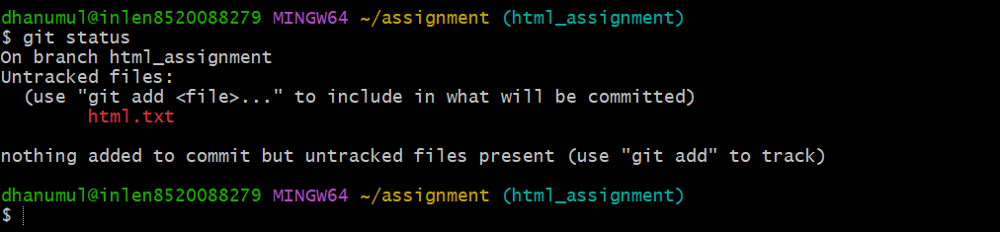 dhanumul@inlen8520088279 MINGW64 ~/assignment (html_assignment)
$ git status
On branch html_assignment
Untracked files:
  (use "git add <file>..." to include in what will be committed)
        html.txt

nothing added to commit but untracked files present (use "git add" to track)

dhanumul@inlen8520088279 MINGW64 ~/assignment (html_assignment)
$